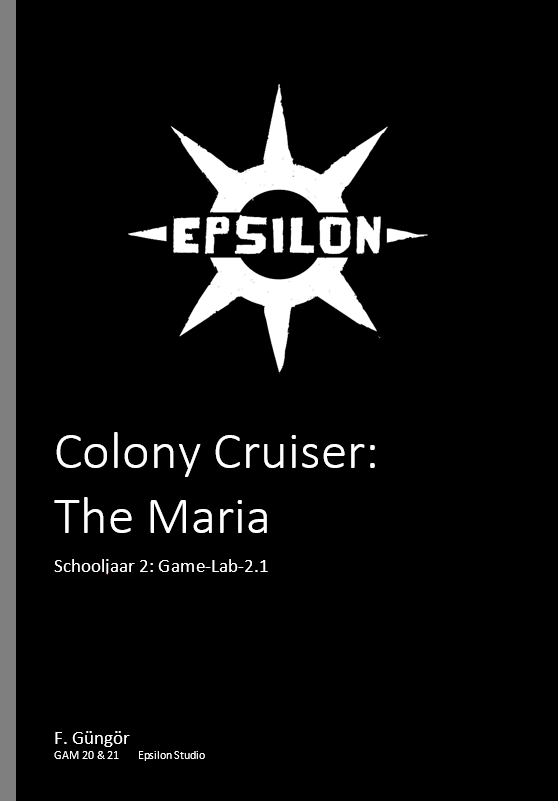 EPSILON
Colony Cruiser:
The Maria
Schooljaar 2: Game-Lab-2.1
F. Güngör
GAM 20 & 21 Epsilon Studio